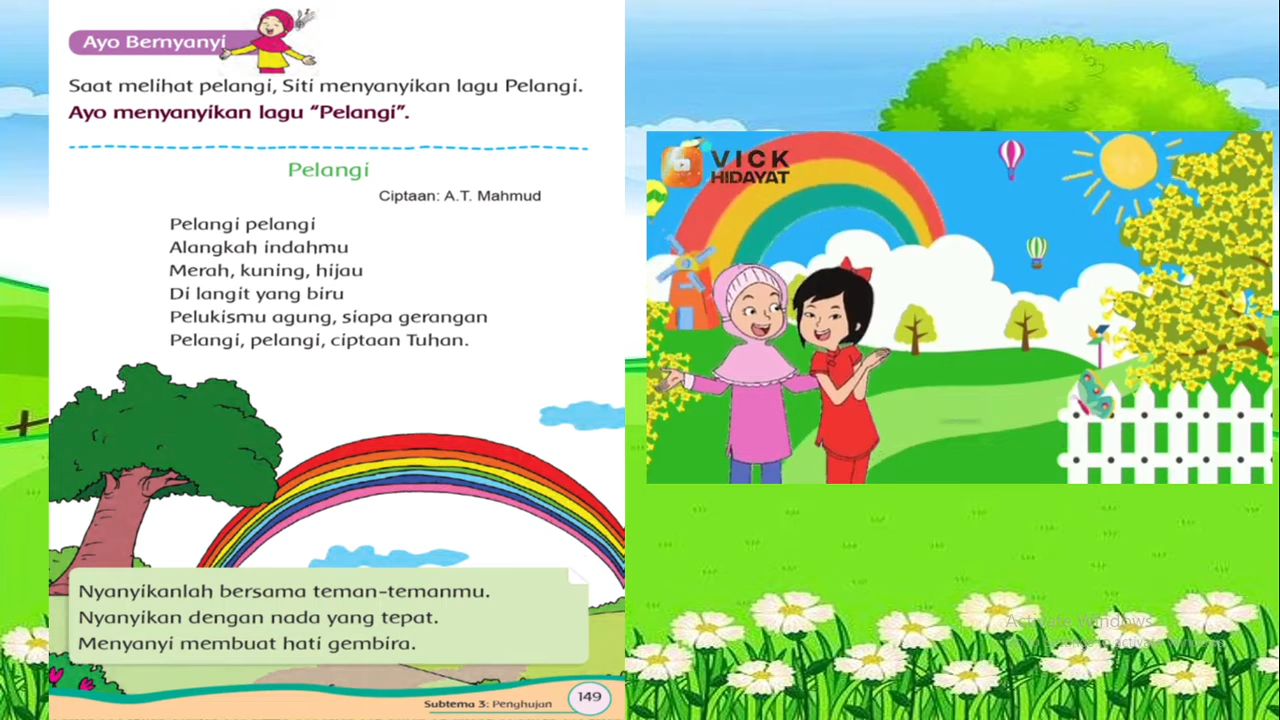 Ayo Bernyanyi
Saat melihat pelangi, Siti menyanyikan lagu Pelangi.
Ayo menyanyikan lagu “Pelangi”.
Pelangi
Ciptaan: A.T. Mahmud
Pelangi pelangi
Alangkah indahmu
Merah, kuning, hijau
Di langit yang biru
Pelukismu agung, siapa gerangan
Pelangi, pelangi, ciptaan Tuhan.
Nyanyikanlah bersama teman-temanmu.
Nyanyikan dengan nada yang tepat.
Menyanyi membuat hati gembira.
Subtema 3: Penghujan
149
VICK
HIDAYAT
Activate Windows